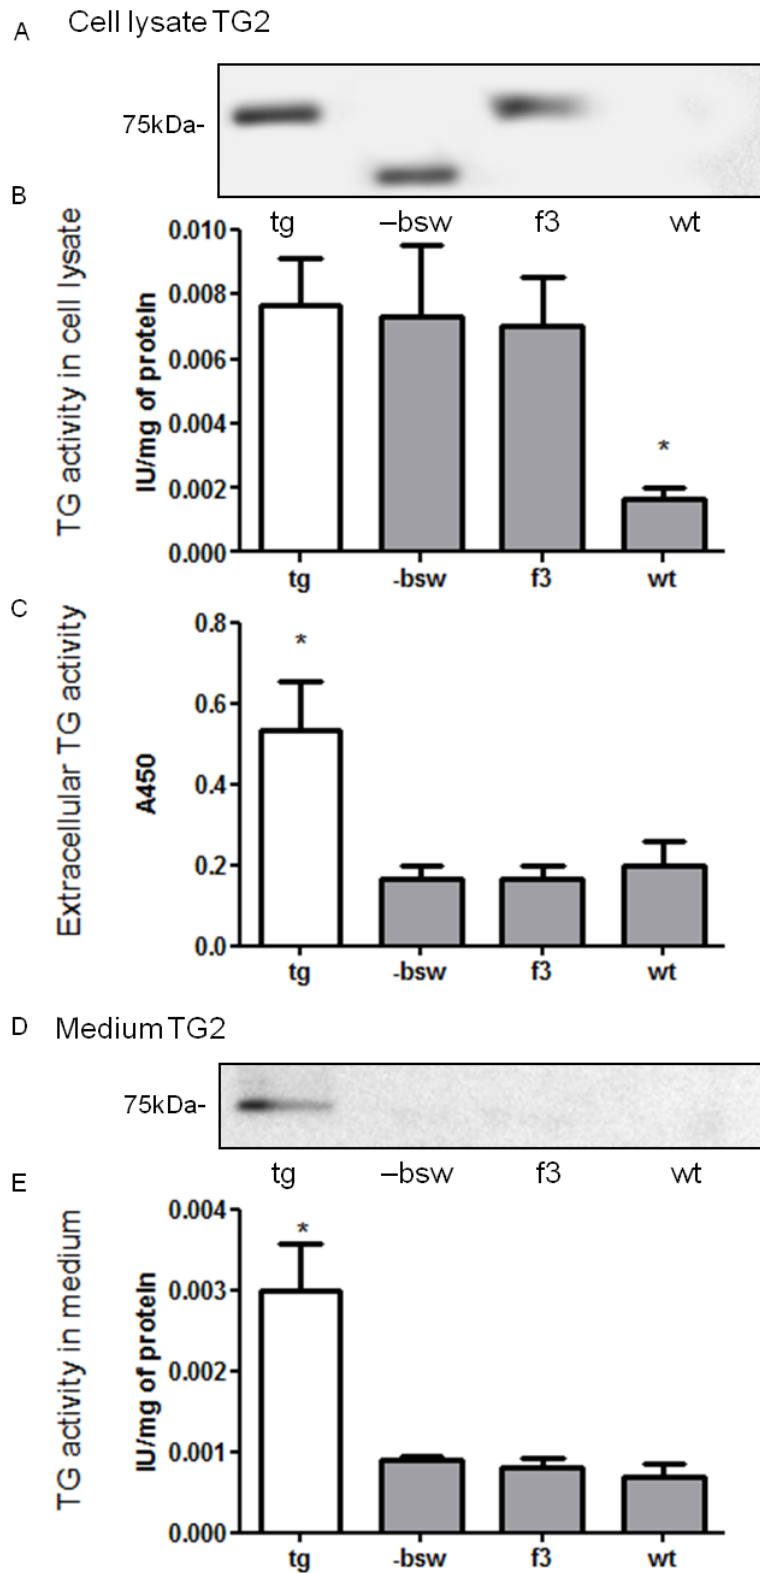 A Cell lysate TG2
75kDa-
tg –bsw f3 wt
B
TG activity in cell lysate
IU/mg of protein
0.010
0.008
0.006
0.004
0.002
0.000
*
tg -bsw f3 wt
C
Extracellular TG activity
A450
0.8
0.6
0.4
0.2
0.0
*
tg -bsw f3 wt
D Medium TG2
75kDa-
tg –bsw f3 wt
E
TG activity in medium
IU/mg of protein
0.004
0.003
0.002
0.001
0.000
*
tg -bsw f3 wt